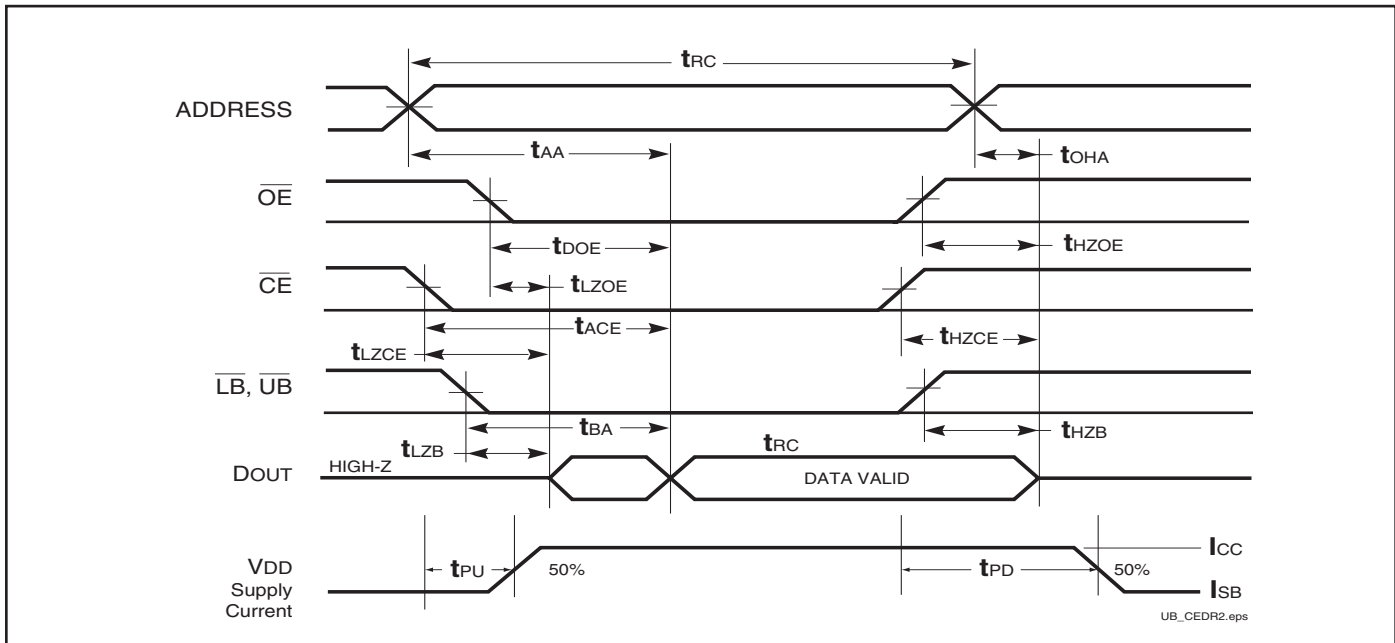 tRC
ADDRESS
tAA
tOHA
OE
tDOE
tHZOE
CE
tLZOE
tACE
tHZCE
tLZCE
LB, UB
tBA
tHZB
tLZB
tRC
DOUT
HIGH-Z
DATA VALID
ICC
VDD
tPU
50%
tPD
50%
Supply
ISB
Current
UB_CEDR2.eps